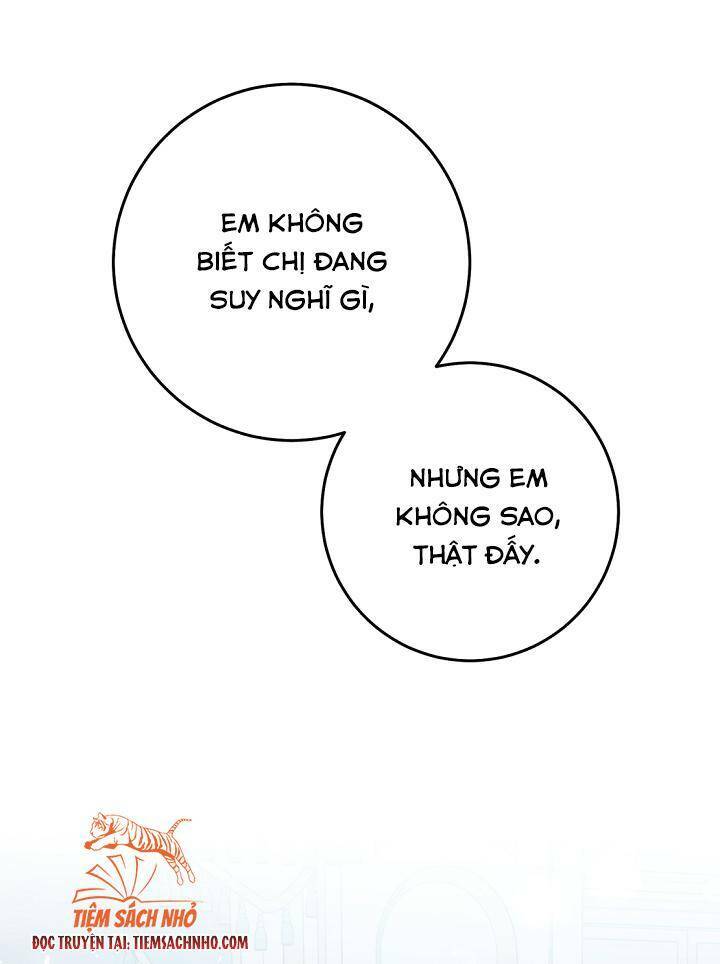 EM KHÔNG
BIẾT CHỊ ĐANG
SUY NGHĨ GÌ,
NHƯNG EM
KHÔNG SAO,
THẬT ĐẤY.
TIỆM SÁCH NHỎ
ĐỌC TRUYỆN TẠI: TIEMSACHNHO.COM